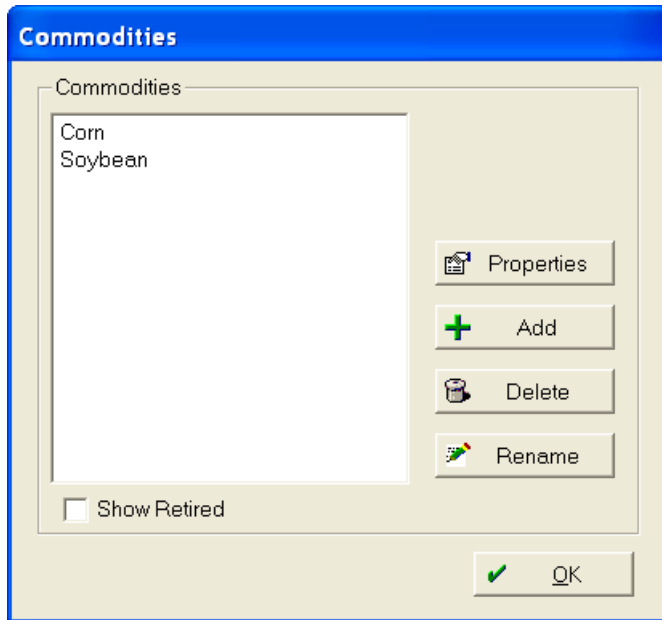 Commodities
Commodities
Corn
Soybean
Properties
Add
Delete
Rename
Show Retired
OK